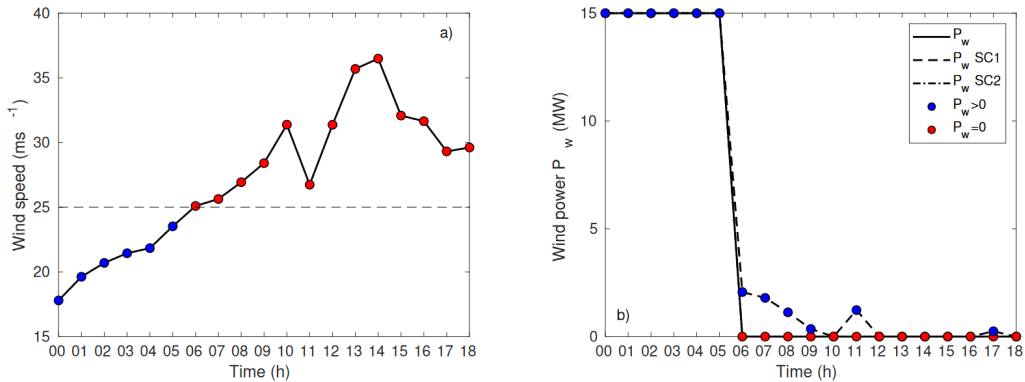 40
35
30
25
20
15
Wind speed (ms -1)
a)
00 01 02 03 04 05 06 07 08 09 10 11 12 13 14 15 16 17 18
Time (h)
15
10
5
0
Wind power P w (MW)
P w
P w SC1
P w SC2
P w >0
P w =0
b)
00 01 02 03 04 05 06 07 08 09 10 11 12 13 14 15 16 17 18
Time (h)